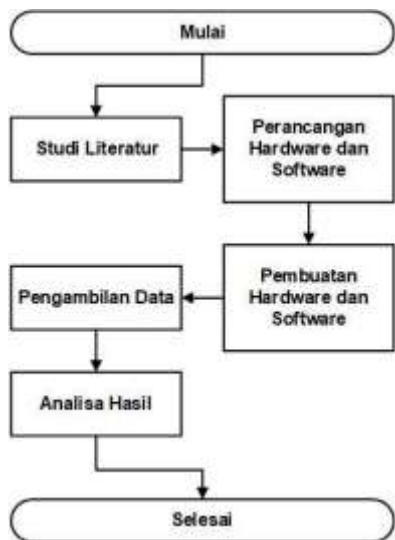 Mulai
Studi Literatur
Perancangan
Hardware dan
Software
Pembuatan
Hardware dan
Software
Pengambilan Data
Analisa Hasil
Selesai